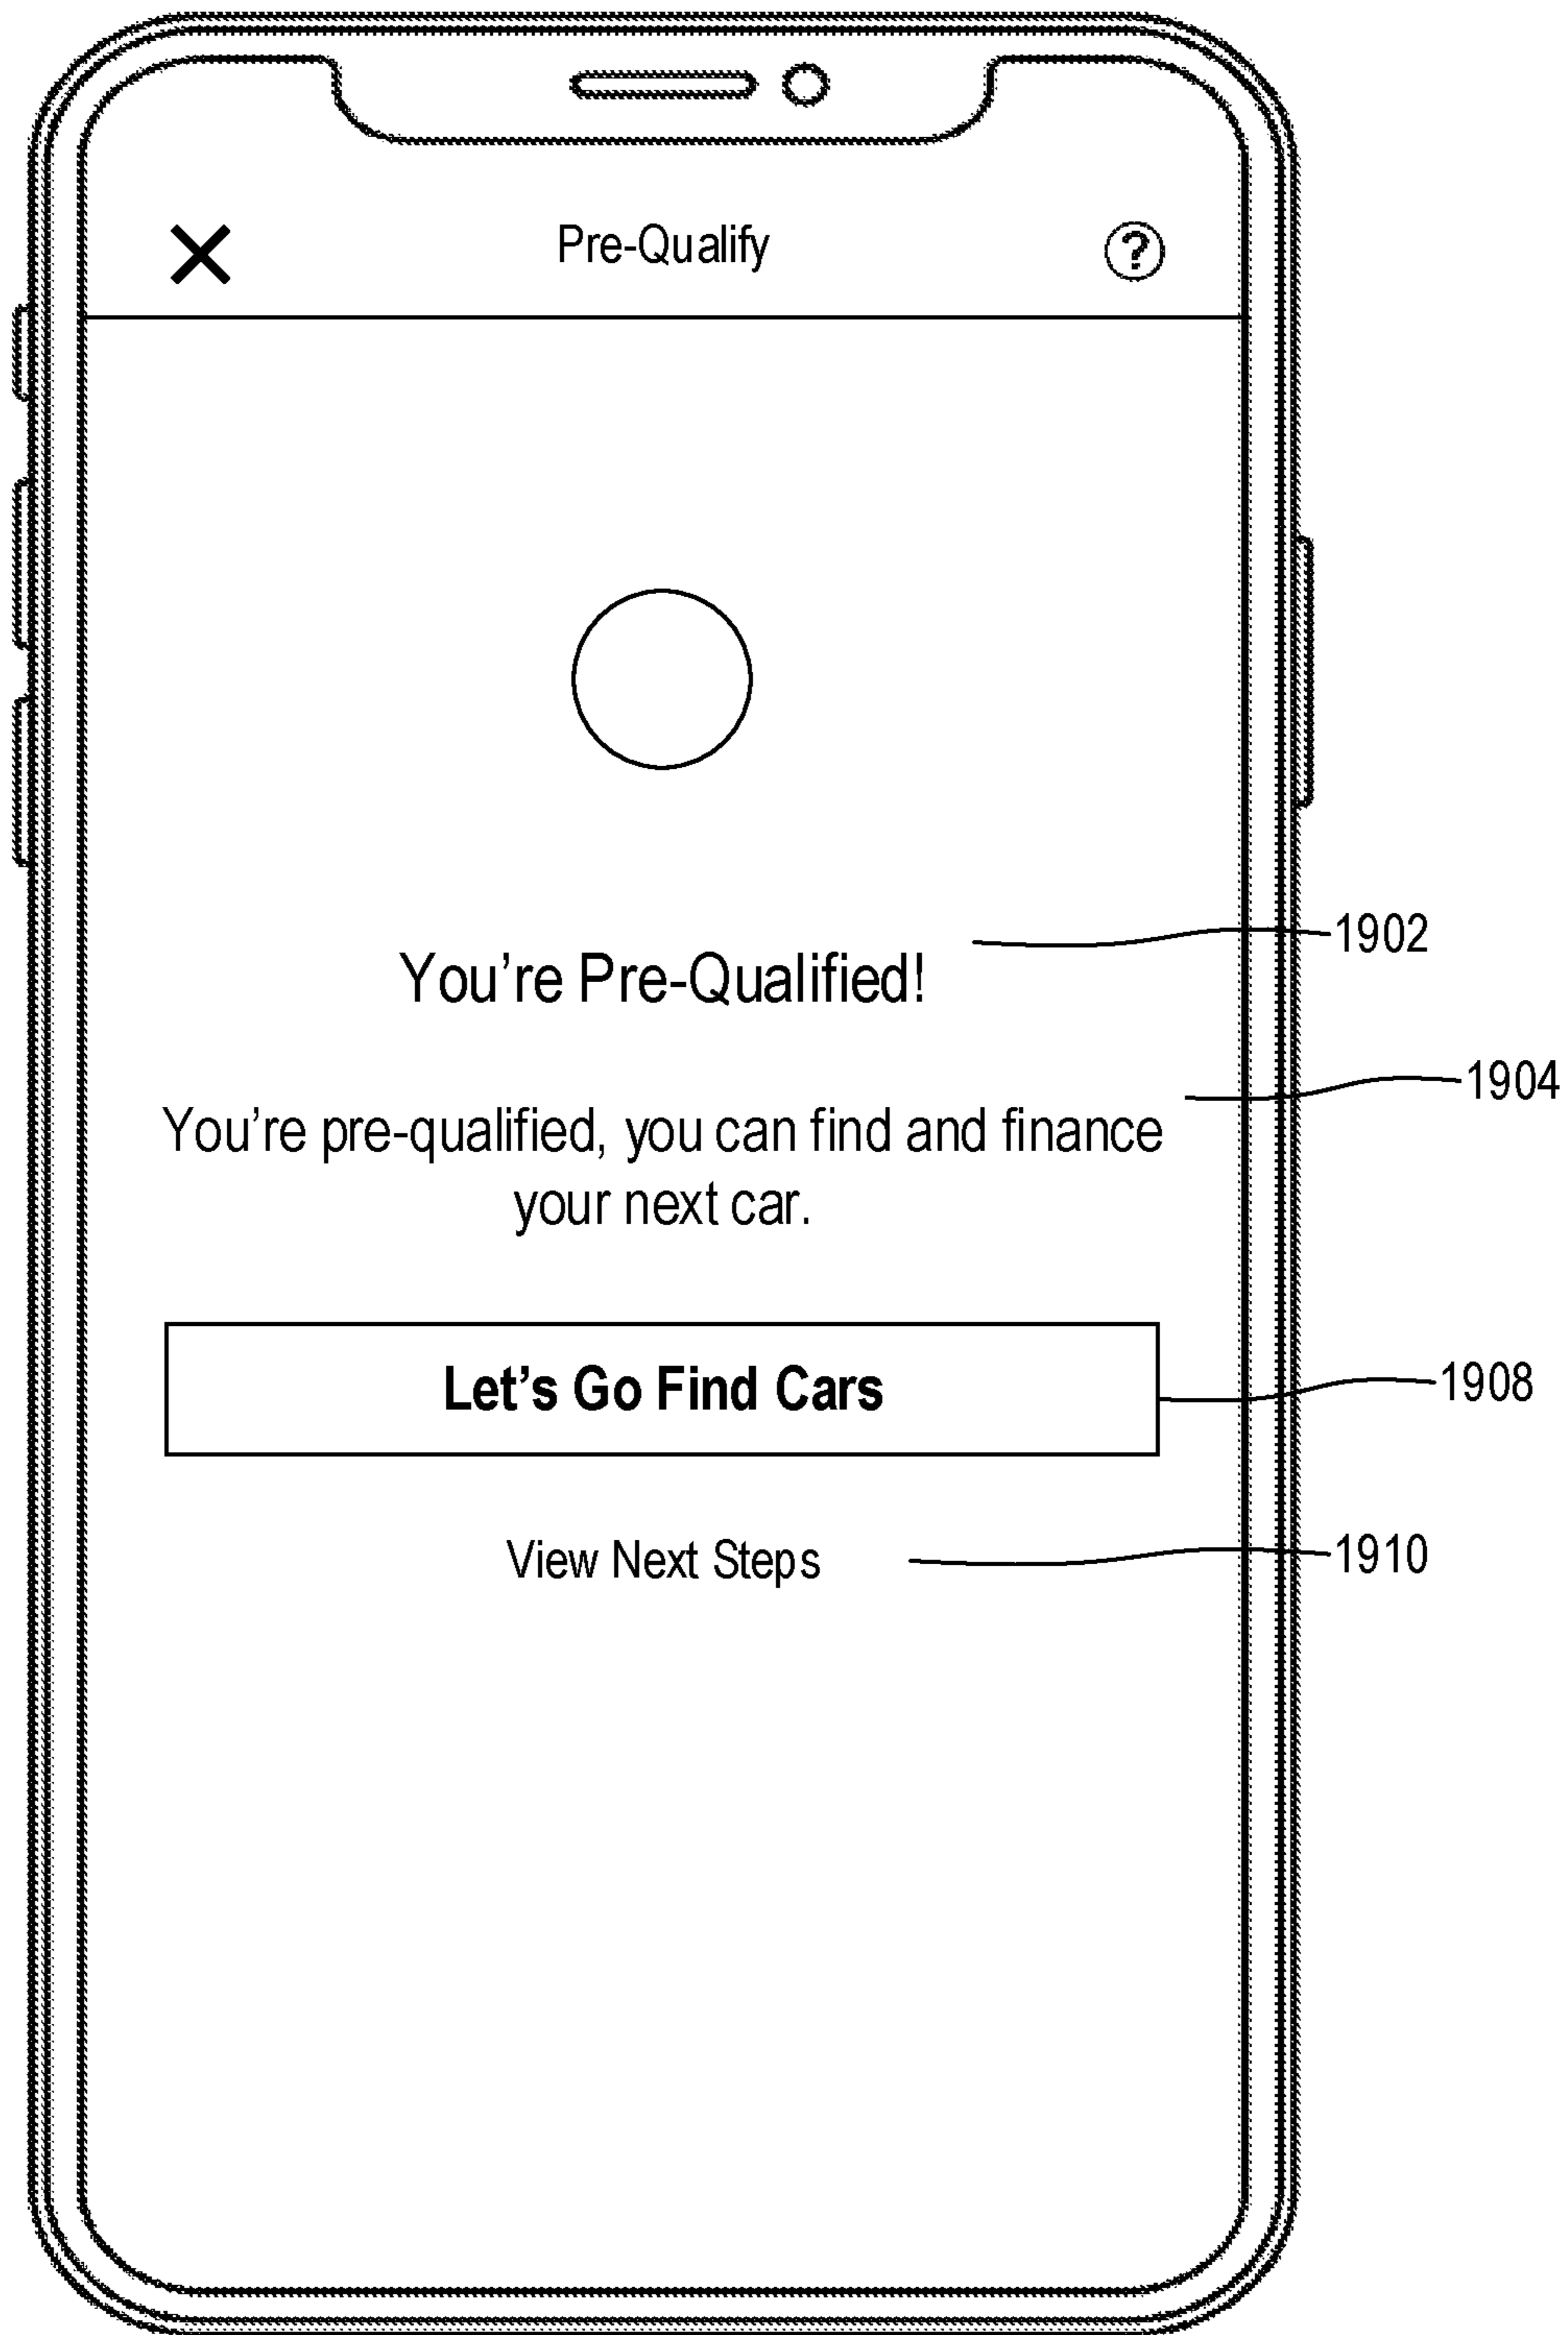 Pre-Qualify
?
You’re Pre-Qualified!
1902
You’re pre-qualified, you can find and finance
your next car.
1904
Let’s Go Find Cars
1908
View Next Steps
1910